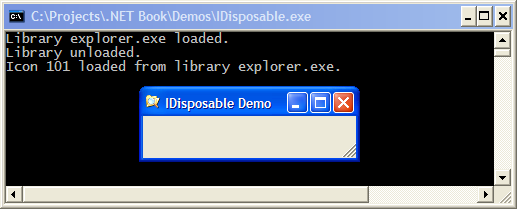 C:\Projects\.NET Book\Demos\IDisposable.exe
Library explorer.exe loaded.
Library unloaded.
Icon 101 loaded from library explorer.exe.
IDisposable Demo